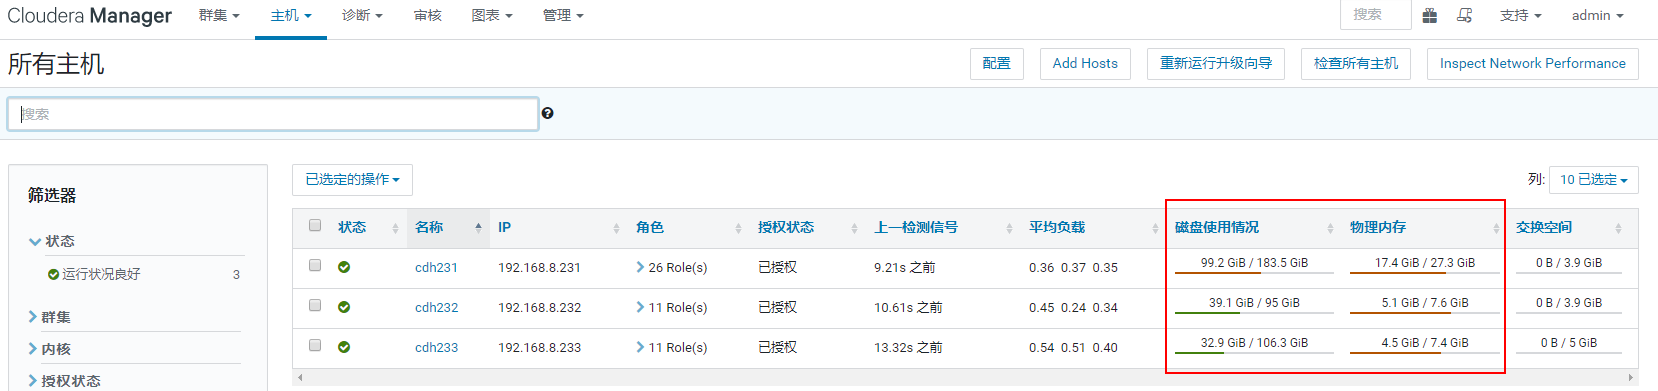 Cloudera Manager 群集 主机 诊断 审核 图表 管理 搜索 支持 admin
所有主机 配置 Add Hosts 重新运行升级向导 检查所有主机 Inspect Network Performance
搜索
已选定的操作 列: 10 已选定
筛选器
状态
运行状况良好 3
群集
内核
授权状态
状态 名称 IP 角色 授权状态 上一检测信号 平均负载 磁盘使用情况 物理内存 交换空间
cdh231 192.168.8.231 26 Role(s) 已授权 9.21s 之前 0.36 0.37 0.35 99.2 GiB / 183.5 GiB 17.4 GiB / 27.3 GiB 0 B / 3.9 GiB
cdh232 192.168.8.232 11 Role(s) 已授权 10.61s 之前 0.45 0.24 0.34 39.1 GiB / 95 GiB 5.1 GiB / 7.6 GiB 0 B / 3.9 GiB
cdh233 192.168.8.233 11 Role(s) 已授权 13.32s 之前 0.54 0.51 0.40 32.9 GiB / 106.3 GiB 4.5 GiB / 7.4 GiB 0 B / 5 GiB